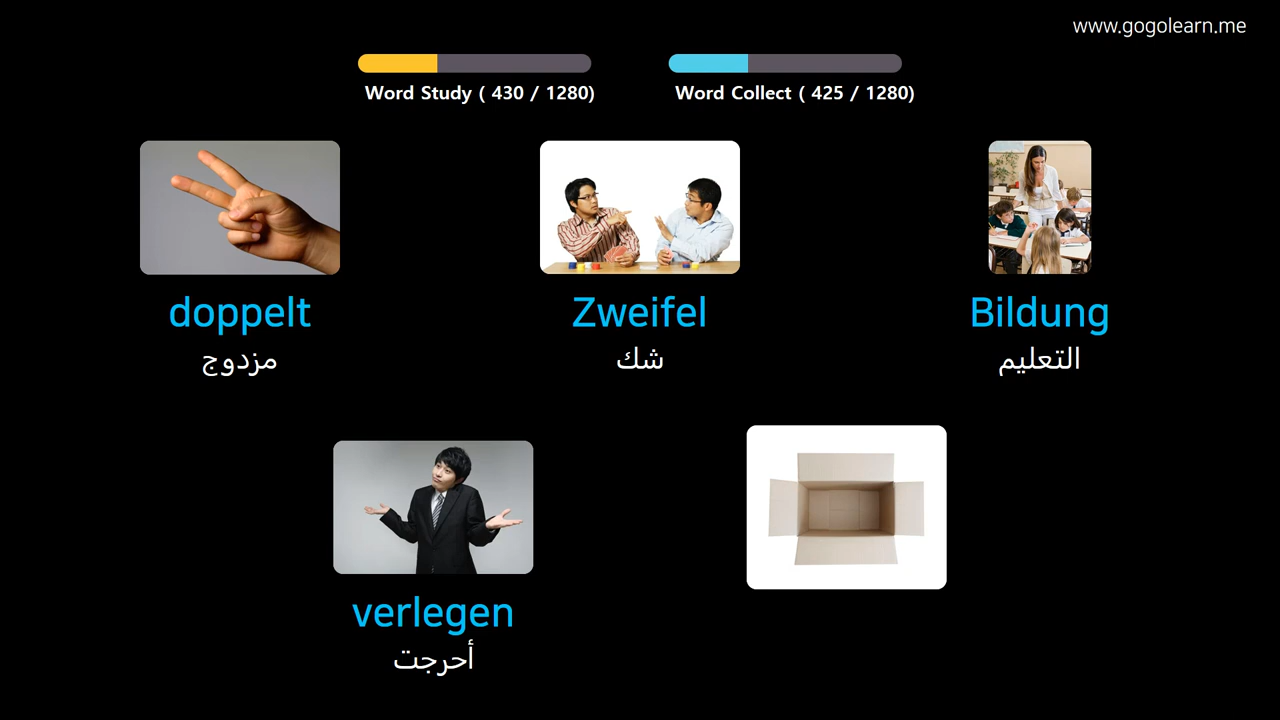 www.gogolearn.me
Word Study ( 430 / 1280)
Word Collect ( 425 / 1280)
doppelt
مزدوج
Zweifel
شك
Bildung
التعليم
verlegen
أحرجت